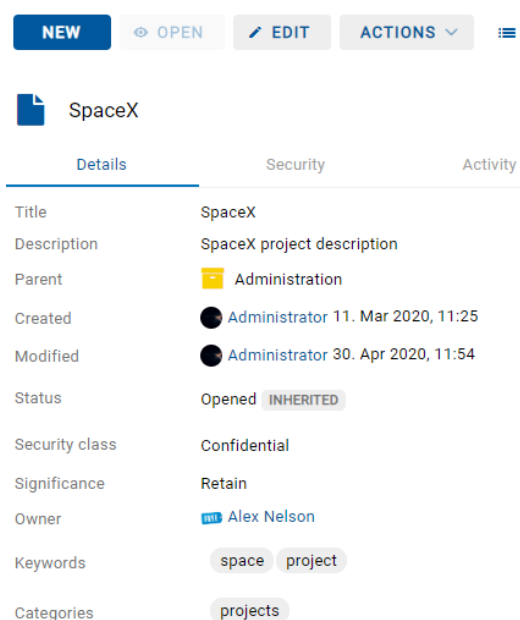 NEW OPEN EDIT ACTIONS
SpaceX
Details Security Activity
Title SpaceX
Description SpaceX project description
Parent Administration
Created Administrator 11. Mar 2020, 11:25
Modified Administrator 30. Apr 2020, 11:54
Status Opened INHERITED
Security class Confidential
Significance Retain
Owner Alex Nelson
Keywords space project
Categories projects